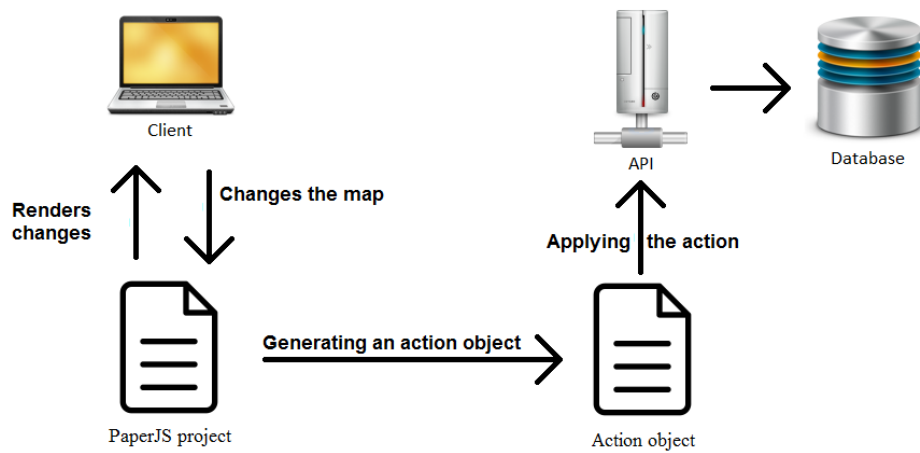 Client
API
Database
Renders
changes
Changes the map
Applying the action
Generating an action object
PaperJS project
Action object